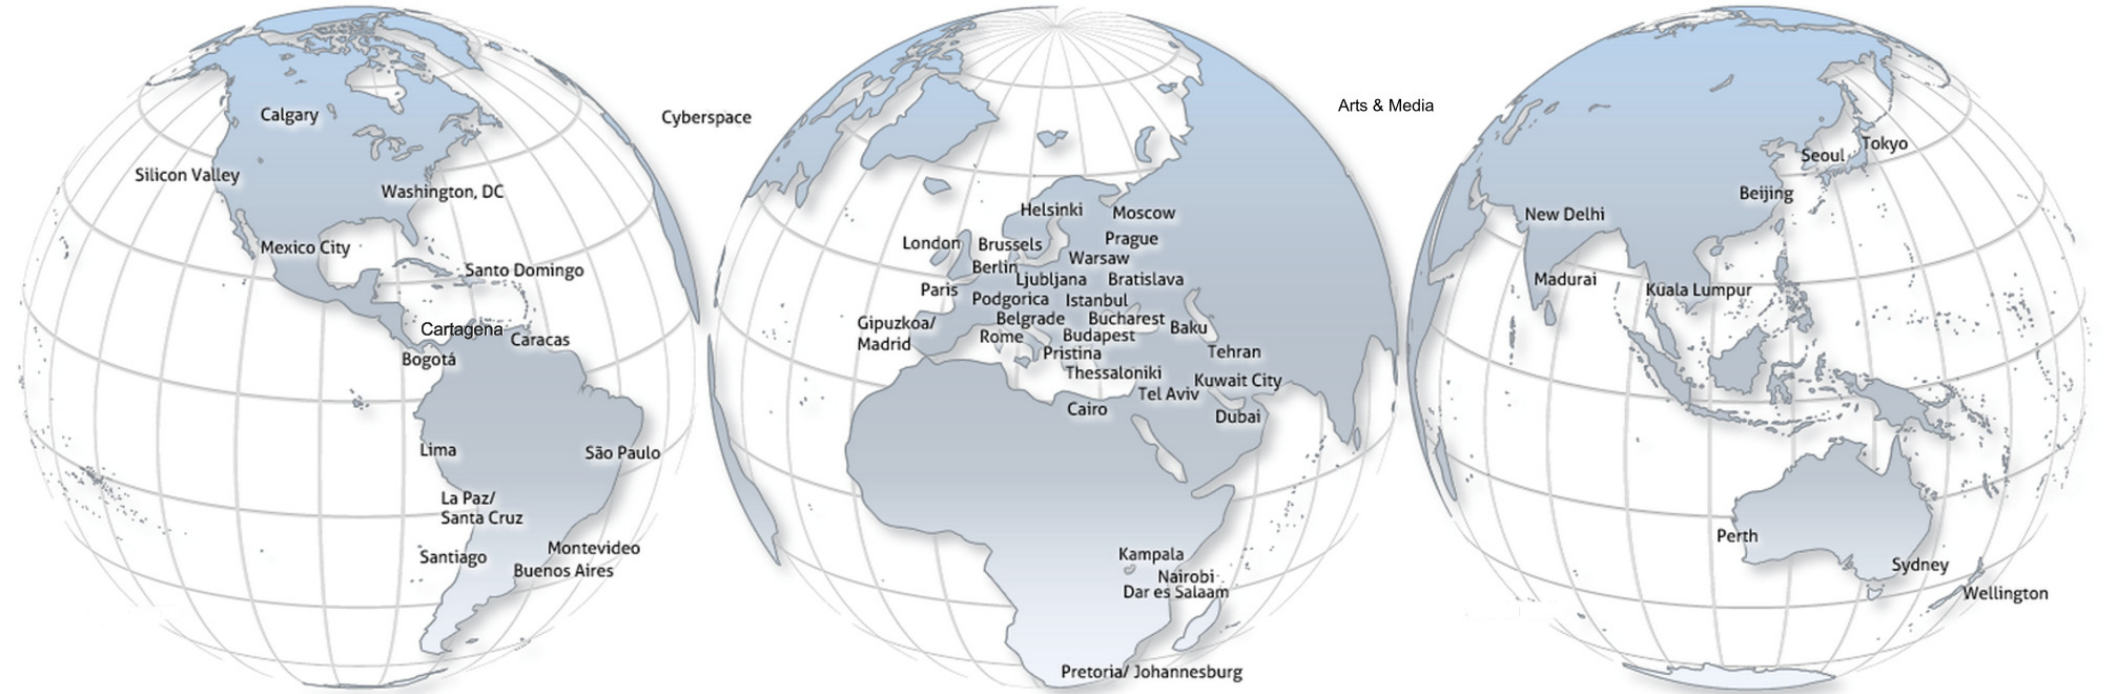 Calgary
Silicon Valley
Washington, DC
Mexico City
Santo Domingo
Cartagena
Caracas
Bogotá
Lima
São Paulo
La Paz/
Santa Cruz
Santiago
Montevideo
Buenos Aires
Cyberspace
Helsinki
Moscow
London
Brussels
Prague
Berlin
Warsaw
Ljubljana
Bratislava
Paris
Podgorica
Istanbul
Gipuzkoa/
Madrid
Belgrade
Bucharest
Rome
Budapest
Baku
Pristina
Tehran
Thessaloniki
Kuwait City
Tel Aviv
Cairo
Dubai
Kampala
Nairobi
Dar es Salaam
Pretoria/ Johannesburg
Arts & Media
Tokyo
Seoul
Beijing
New Delhi
Madurai
Kuala Lumpur
Perth
Sydney
Wellington